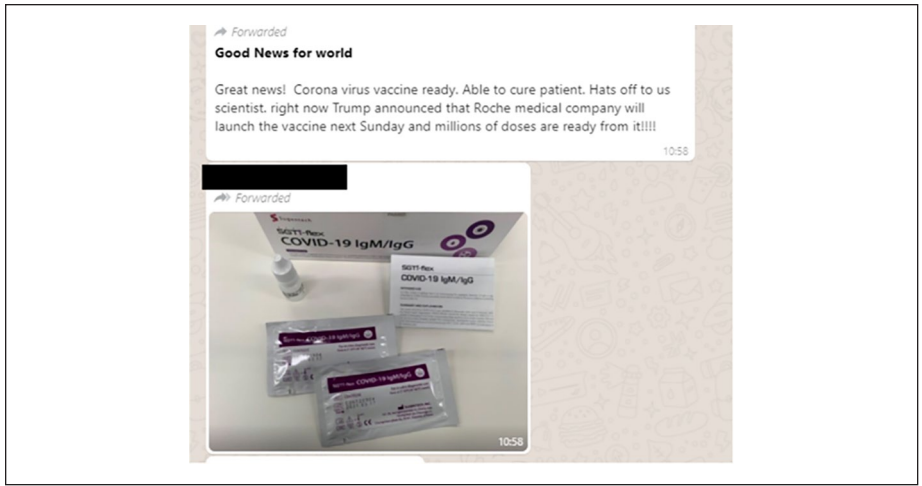 Forwarded
Good News for world
Great news! Corona virus vaccine ready. Able to cure patient. Hats off to us
scientist. right now Trump announced that Roche medical company will
launch the vaccine next Sunday and millions of doses are ready from it!!!!
10:58
Forwarded
SGTi-flex
COVID-19 IgM/IgG
SGTi-flex
COVID-19 IgM/IgG
COVID-19 IgM/IgG
SGTi-flex COVID-19 IgM/IgG
10:58